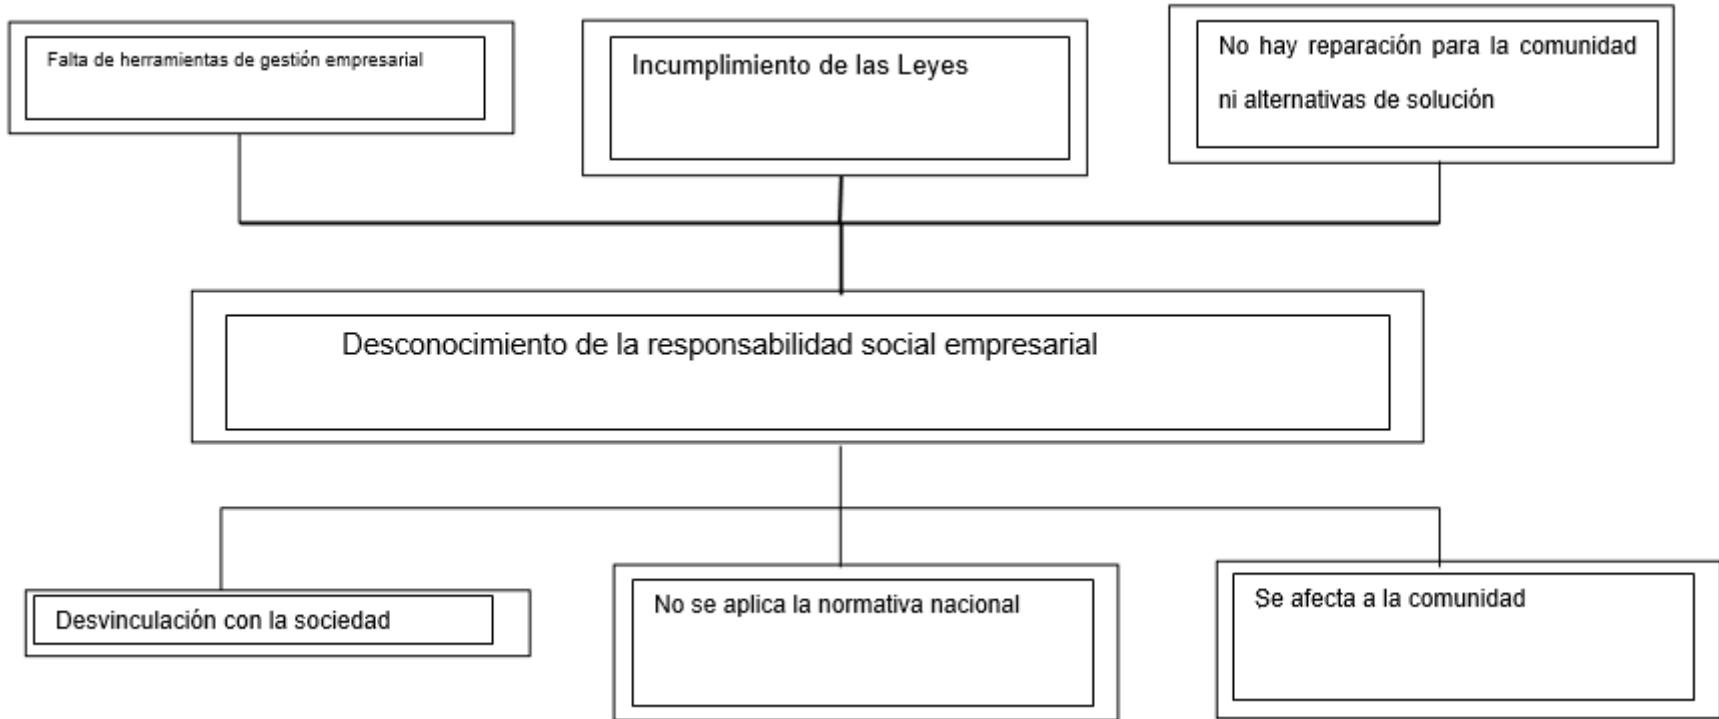 Falta de herramientas de gestión empresarial
Incumplimiento de las Leyes
No hay reparación para la comunidad
ni alternativas de solución
Desconocimiento de la responsabilidad social empresarial
Desvinculación con la sociedad
No se aplica la normativa nacional
Se afecta a la comunidad